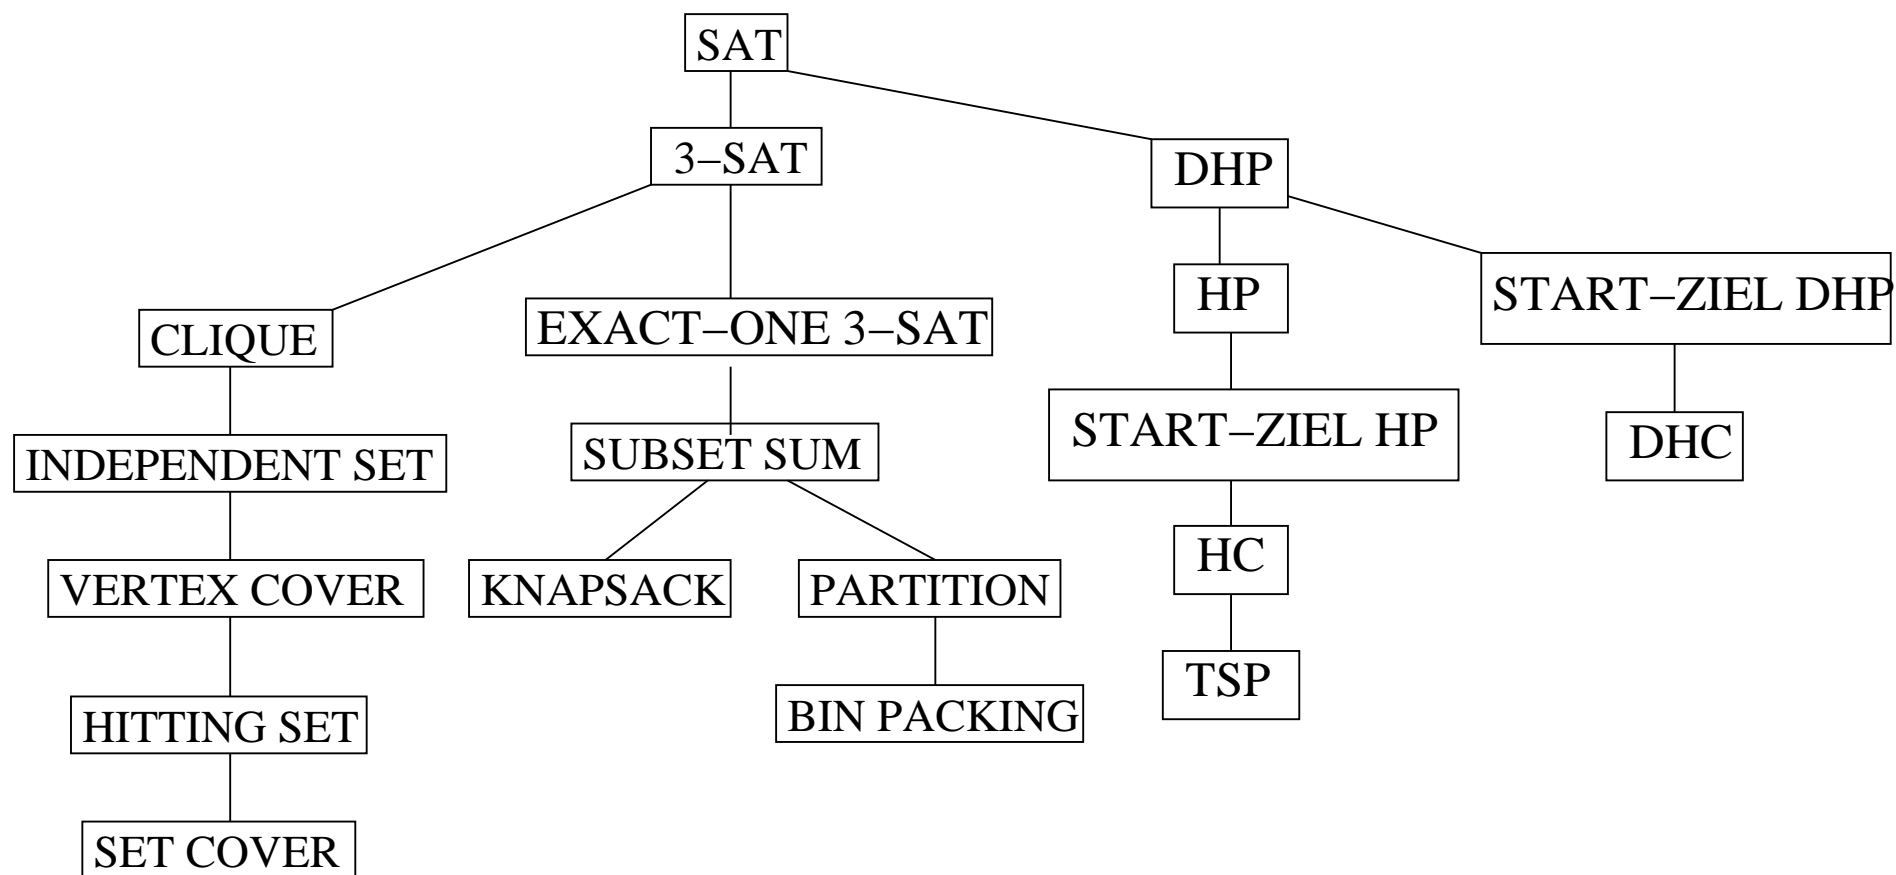 SAT
3–SAT
DHP
HP
START–ZIEL DHP
CLIQUE
EXACT–ONE 3–SAT
START–ZIEL HP
DHC
INDEPENDENT SET
SUBSET SUM
HC
VERTEX COVER
KNAPSACK
PARTITION
TSP
HITTING SET
BIN PACKING
SET COVER